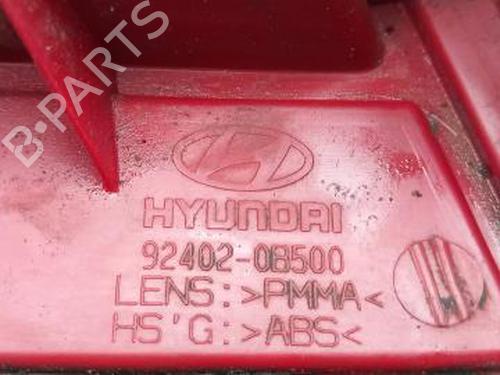 B-PARTS
HYUNDAI
92402-0B500
LENS:>PMMA<
HS'G:>ABS<